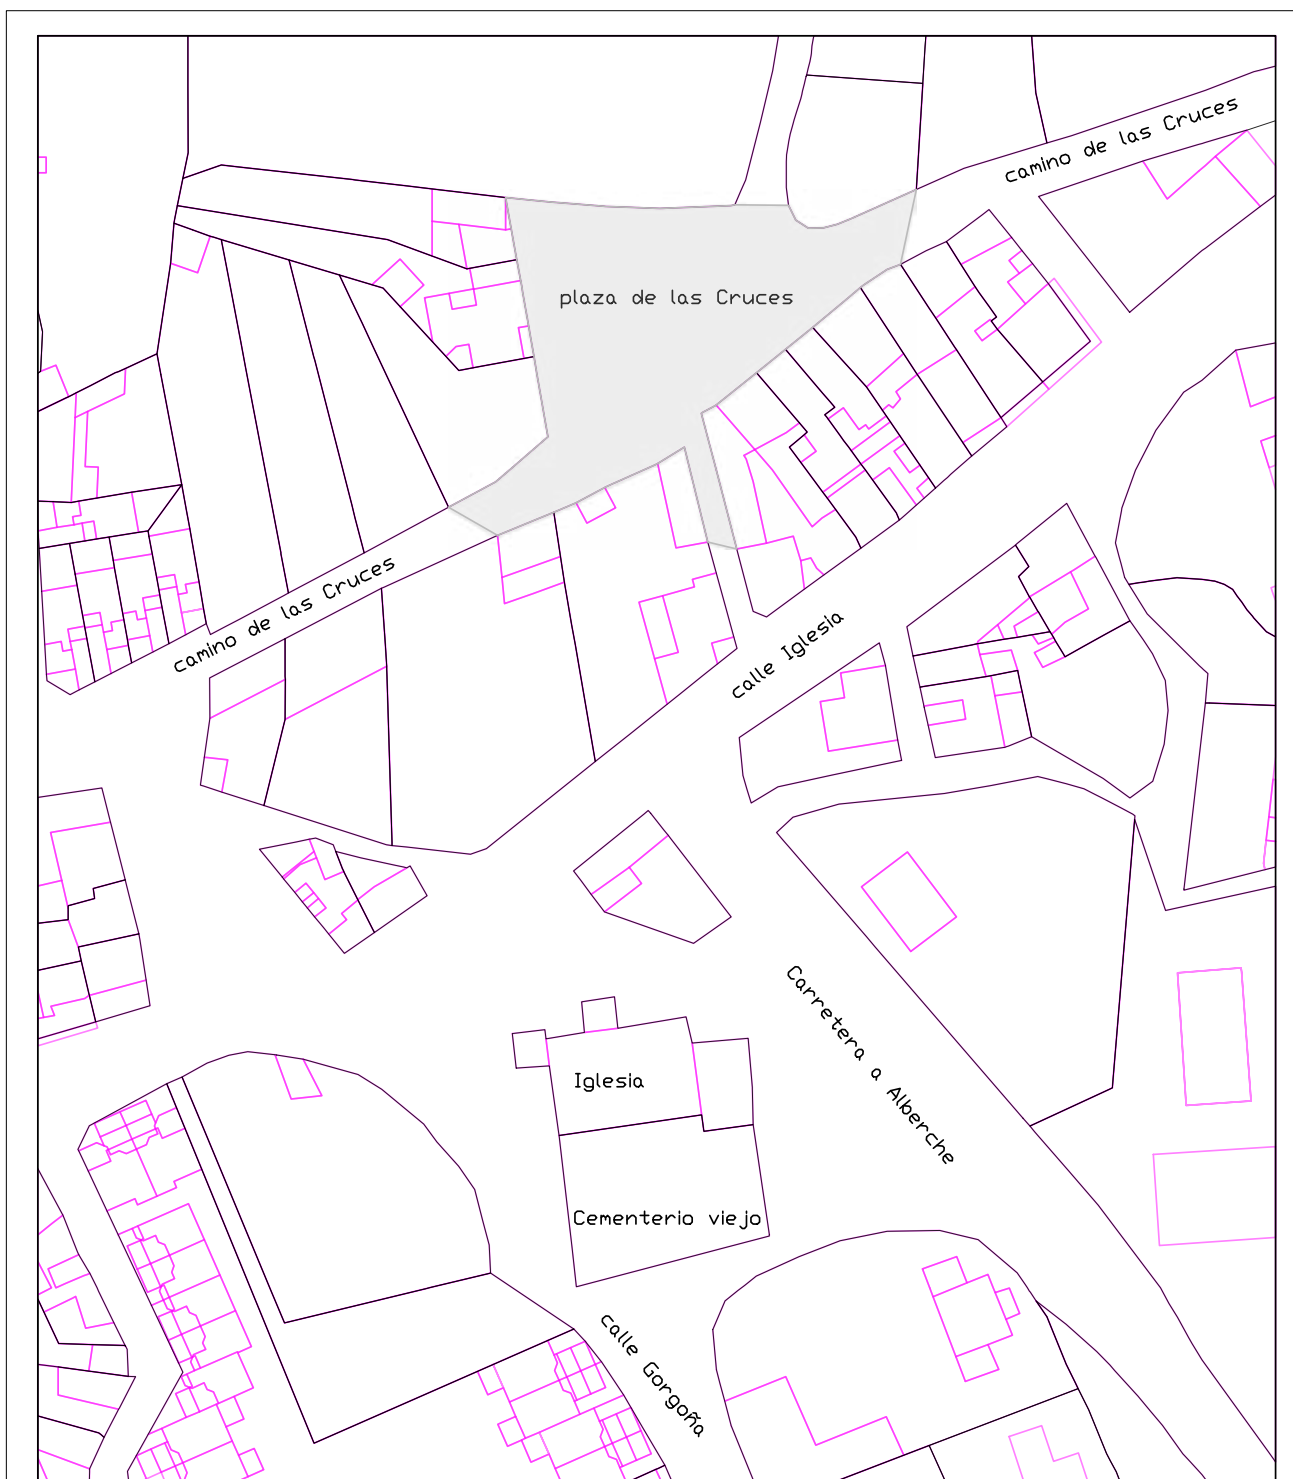 camino de las Cruces
plaza de las Cruces
camino de las Cruces
calle Iglesia
Carretera a Alberche
Iglesia
Cementerio viejo
calle Gorgoña